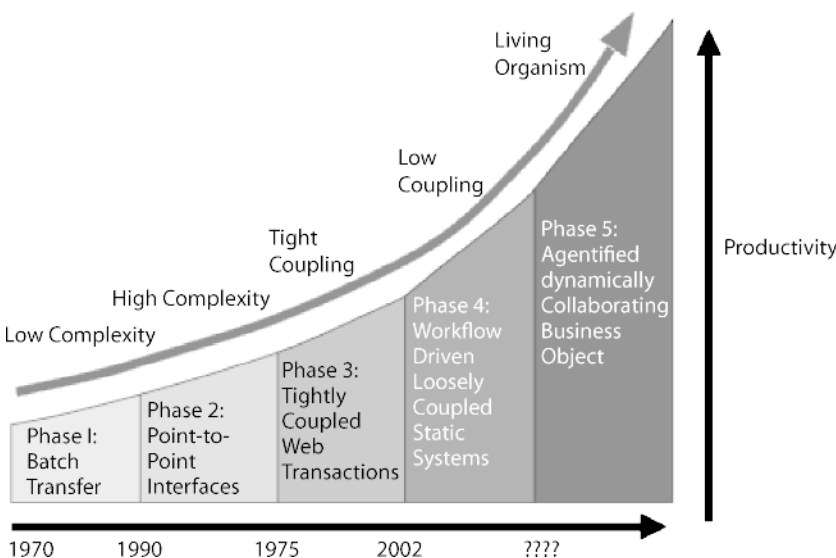 Living
Organism
Low
Coupling
Tight
Coupling
High Complexity
Low Complexity
Phase I:
Batch
Transfer
Phase 2:
Point-to-
Point
Interfaces
Phase 3:
Tightly
Coupled
Web
Transactions
Phase 4:
Workflow
Driven
Loosely
Coupled
Static
Systems
Phase 5:
Agentified
dynamically
Collaborating
Business
Object
Productivity
1970 1990 1975 2002 ????